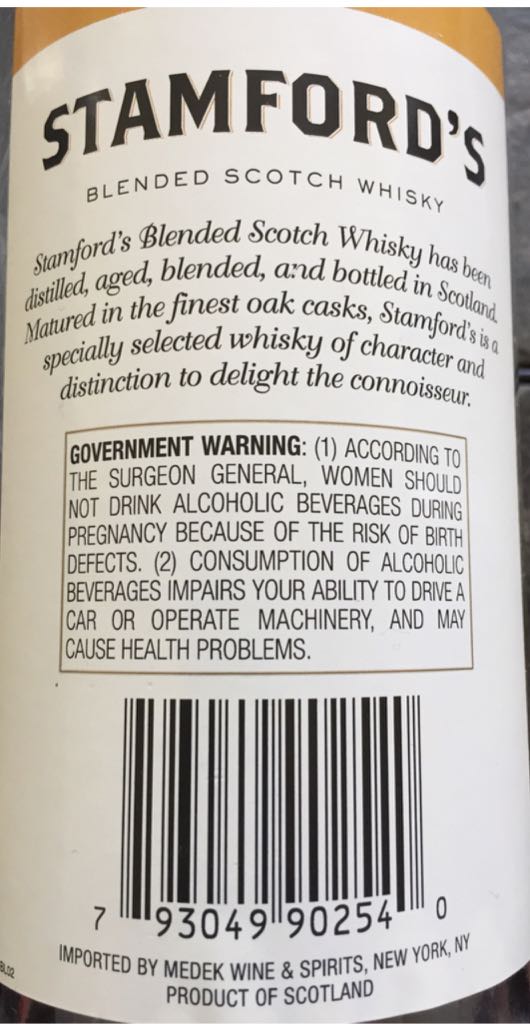 STAMFORD'S
BLENDED SCOTCH WHISKY
Stamford's Blended Scotch Whisky has been
distilled, aged, blended, and bottled in Scotland.
Matured in the finest oak casks, Stamford's is a
specially selected whisky of character and
distinction to delight the connoisseur.
GOVERNMENT WARNING: (1) ACCORDING TO
THE SURGEON GENERAL, WOMEN SHOULD
NOT DRINK ALCOHOLIC BEVERAGES DURING
PREGNANCY BECAUSE OF THE RISK OF BIRTH
DEFECTS. (2) CONSUMPTION OF ALCOHOLIC
BEVERAGES IMPAIRS YOUR ABILITY TO DRIVE A
CAR OR OPERATE MACHINERY, AND MAY
CAUSE HEALTH PROBLEMS.
7 93049 90254 0
BL02
IMPORTED BY MEDEK WINE & SPIRITS, NEW YORK, NY
PRODUCT OF SCOTLAND